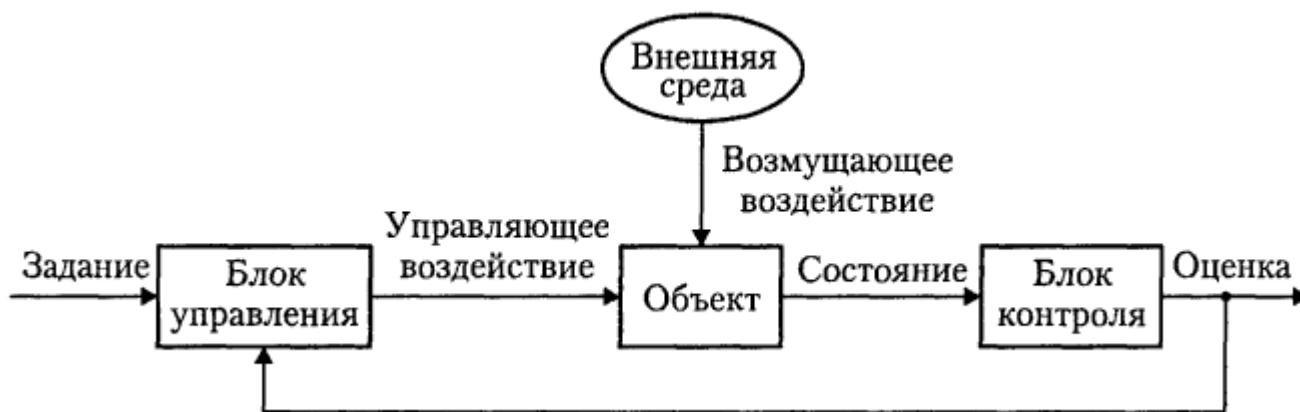 Внешняя
среда
Возмущающее
воздействие
Задание
Блок
управления
Управляющее
воздействие
Объект
Состояние
Блок
контроля
Оценка